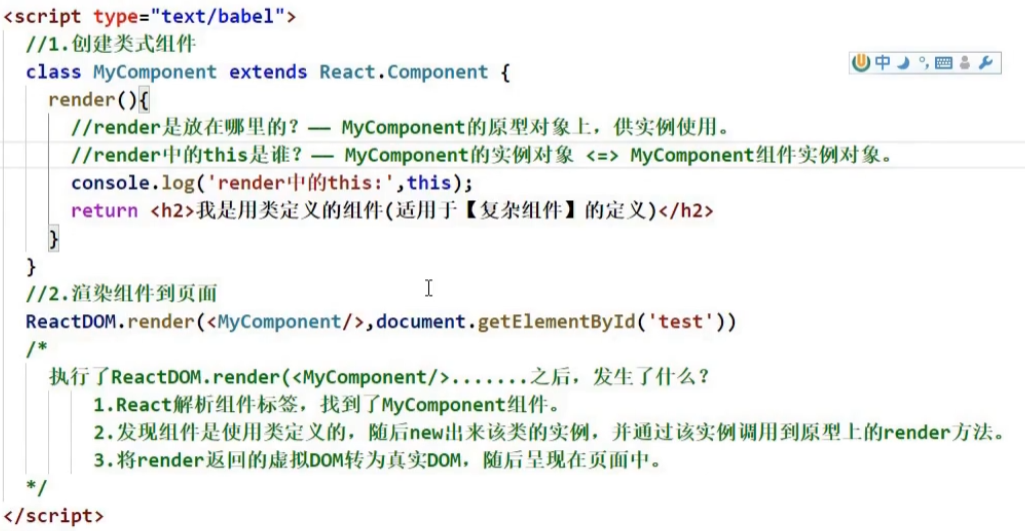 <script type="text/babel">
//1.创建类式组件
class MyComponent extends React.Component {
render(){
//render是放在哪里的？—— MyComponent的原型对象上，供实例使用。
//render中的this是谁？—— MyComponent的实例对象 <=> MyComponent组件实例对象。
console.log('render中的this:',this);
return <h2>我是用类定义的组件(适用于【复杂组件】的定义)</h2>
}
}
//2.渲染组件到页面
ReactDOM.render(<MyComponent/>,document.getElementById('test'))
/*
执行了ReactDOM.render(<MyComponent/>.......之后，发生了什么？
1.React解析组件标签，找到了MyComponent组件。
2.发现组件是使用类定义的，随后new出来该类的实例，并通过该实例调用到原型上的render方法。
3.将render返回的虚拟DOM转为真实DOM，随后呈现在页面中。
*/
</script>
中